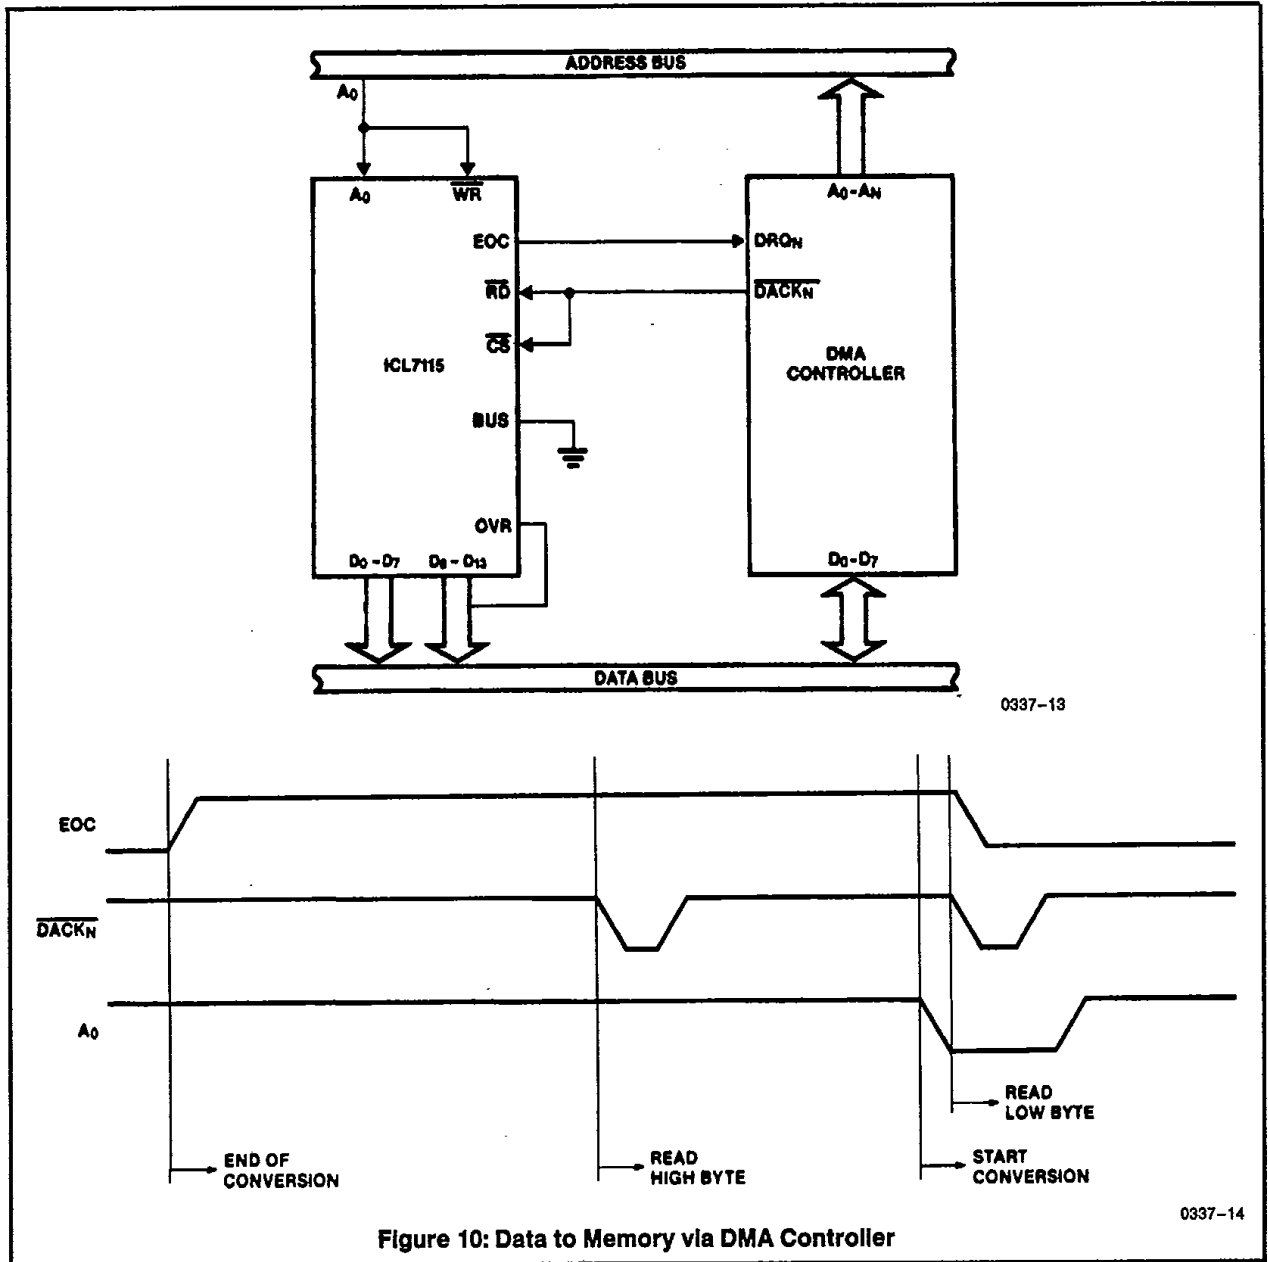 ADDRESS BUS
A0
A0 WR
A0-AN
EOC
DRQN
RD
DACKN
CS
ICL7115
DMA
CONTROLLER
BUS
OVR
D0-D7 D8-D13
D0-D7
DATA BUS
0337-13
EOC
DACKN
A0
READ
LOW BYTE
END OF
CONVERSION
READ
HIGH BYTE
START
CONVERSION
0337-14
Figure 10: Data to Memory via DMA Controller